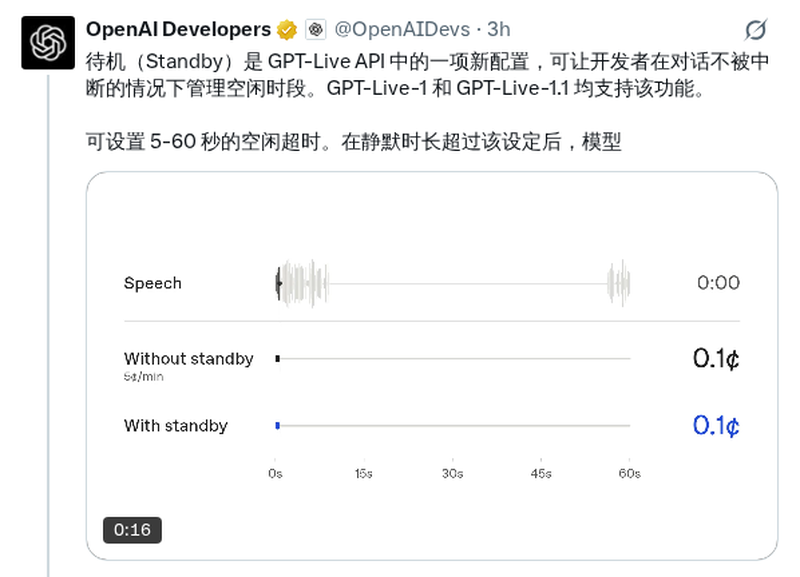 OpenAI Developers @OpenAIDevs · 3h
待机（Standby）是 GPT-Live API 中的一项新配置，可让开发者在对话不被中
断的情况下管理空闲时段。GPT-Live-1 和 GPT-Live-1.1 均支持该功能。
可设置 5-60 秒的空闲超时。在静默时长超过该设定后，模型
Speech 0:00
Without standby 0.1¢
5¢/min
With standby 0.1¢
0s 15s 30s 45s 60s
0:16